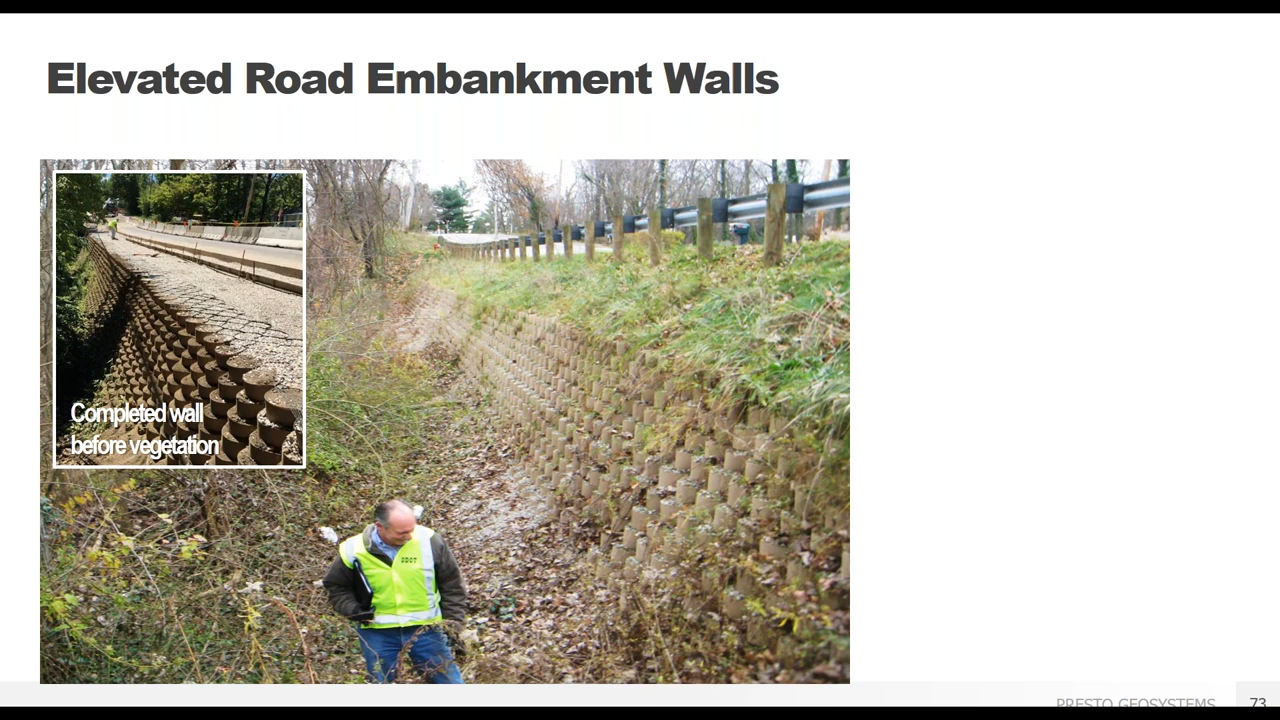 Elevated Road Embankment Walls
Completed wall
before vegetation
PRESTO GEOSYSTEMS
73